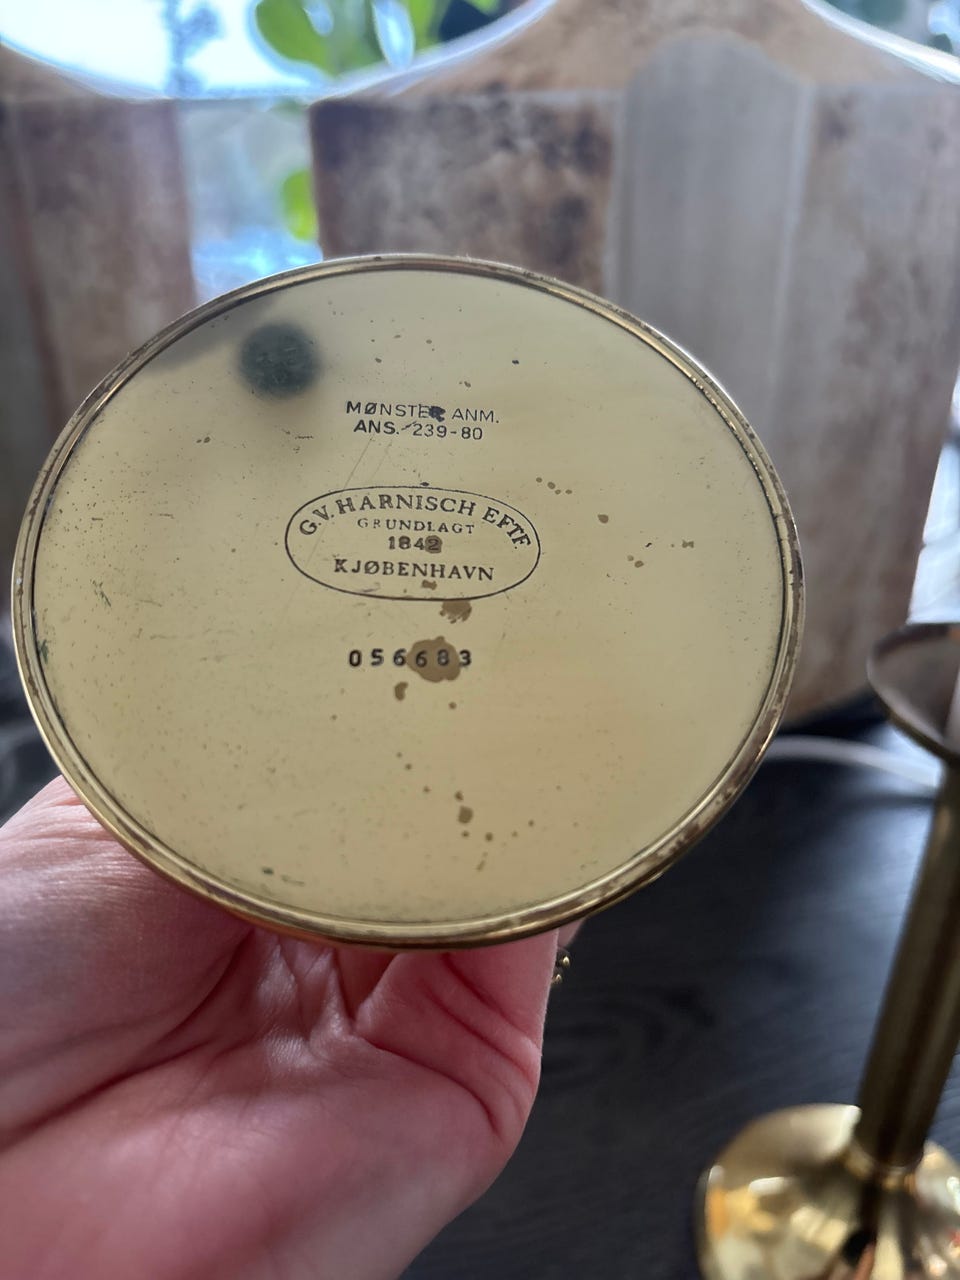 MØNSTER ANM.
ANS. 239-80
G.V. HARNISCH EFTF.
GRUNDLAGT
1842
KJØBENHAVN
056683